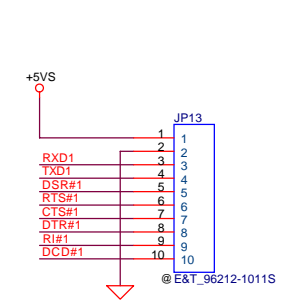 +5VS
JP13
1 1
2 2
RXD1 3 3
TXD1 4 4
DSR#1 5 5
RTS#1 6 6
CTS#1 7 7
DTR#1 8 8
RI#1 9 9
DCD#1 10 10
@ E&T_96212-1011S